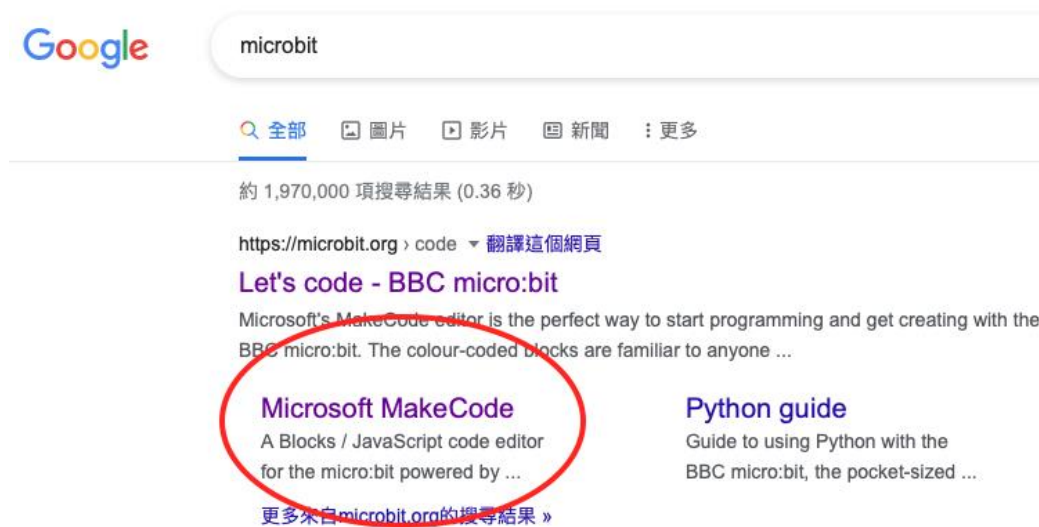 Google
microbit
全部 圖片 影片 新聞 更多
約 1,970,000 項搜尋結果 (0.36 秒)
https://microbit.org › code 翻譯這個網頁
Let's code - BBC micro:bit
Microsoft's MakeCode editor is the perfect way to start programming and get creating with the
BBC micro:bit. The colour-coded blocks are familiar to anyone ...
Microsoft MakeCode
A Blocks / JavaScript code editor
for the micro:bit powered by ...
Python guide
Guide to using Python with the
BBC micro:bit, the pocket-sized ...
更多來自microbit.org的搜尋結果 »